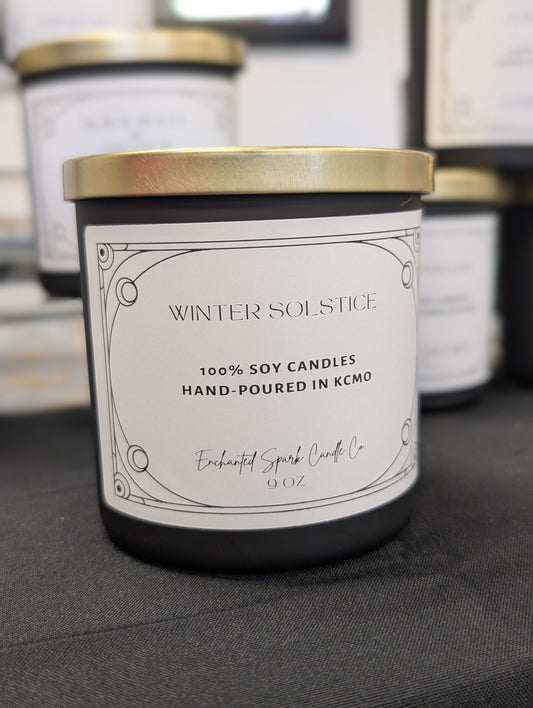 WINTER SOLSTICE
100% SOY CANDLES
HAND-POURED IN KCMO
Enchanted Spark Candle Co
9 OZ